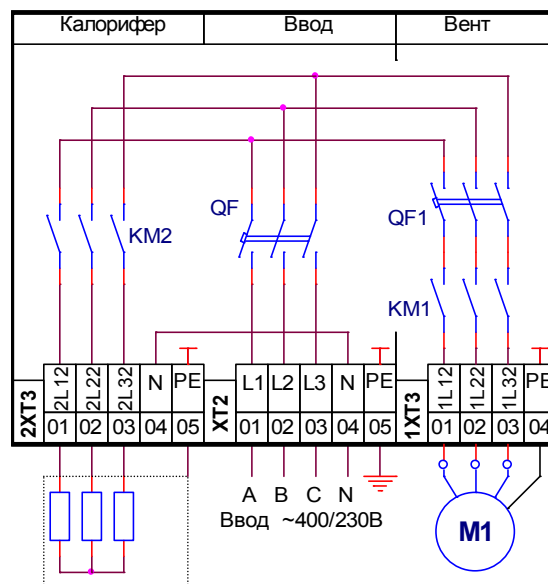 Калорифер Ввод Вент
QF
QF1
KM2
KM1
2XT3 2L12 2L22 2L32 N PE XT2 L1 L2 L3 N PE 1XT3 1L12 1L22 1L32 PE
01 02 03 04 05 01 02 03 04 05 01 02 03 04
A B C N
Ввод ~400/230В
M1